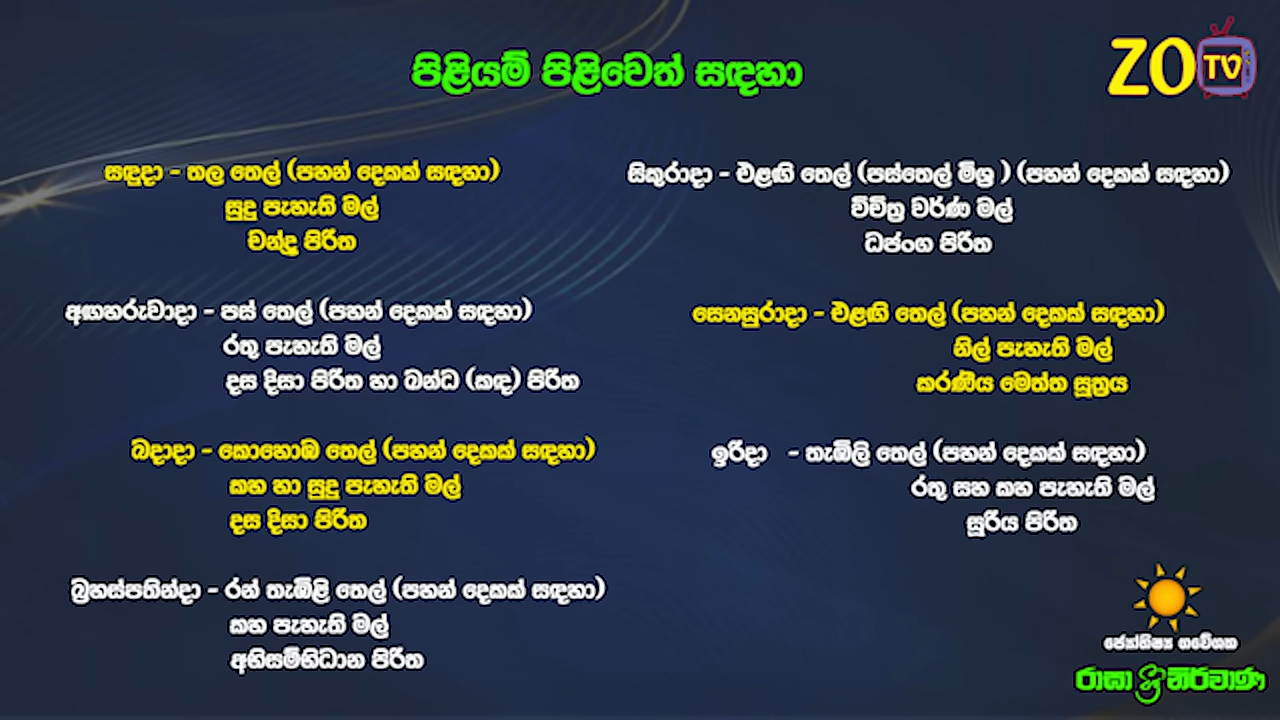 පිළියම් පිළිවෙත් සඳහා
ZO TV
සඳුදා - තල තෙල් (පහන් දෙකක් සඳහා)
සුදු පැහැති මල්
චන්ද්‍ර පිරිත
අඟහරුවාදා - පස් තෙල් (පහන් දෙකක් සඳහා)
රතු පැහැති මල්
දස දිසා පිරිත හා ඛන්ධ (කඳ) පිරිත
බදාදා - කොහොඹ තෙල් (පහන් දෙකක් සඳහා)
කහ හා සුදු පැහැති මල්
දස දිසා පිරිත
බ්‍රහස්පතින්දා - රන් තැඹිළි තෙල් (පහන් දෙකක් සඳහා)
කහ පැහැති මල්
අභිසම්භිධාන පිරිත
සිකුරාදා - එළඟි තෙල් (පස්තෙල් මිශ්‍ර ) (පහන් දෙකක් සඳහා)
විචිත්‍ර වර්ණ මල්
ධජංග පිරිත
සෙනසුරාදා - එළඟි තෙල් (පහන් දෙකක් සඳහා)
නිල් පැහැති මල්
කරණීය මෙත්ත සූත්‍රය
ඉරිදා - තැඹිලි තෙල් (පහන් දෙකක් සඳහා)
රතු සහ කහ පැහැති මල්
සූරිය පිරිත
ජෝතිෂ්‍ය ගවේශක
රාඝා ශ්‍රී නිර්වාණ